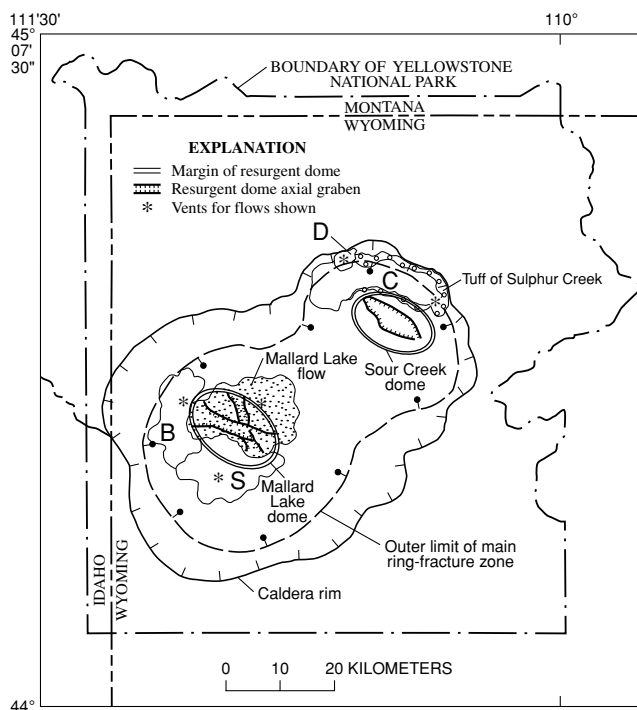 111°30'
110°
45°
07'
30"
BOUNDARY OF YELLOWSTONE
NATIONAL PARK
MONTANA
WYOMING
EXPLANATION
Margin of resurgent dome
Resurgent dome axial graben
* Vents for flows shown
D
C
Tuff of Sulphur Creek
Mallard Lake
flow
Sour Creek
dome
B
S
Mallard
Lake
dome
Outer limit of main
ring-fracture zone
IDAHO
WYOMING
Caldera rim
0 10 20 KILOMETERS
44°